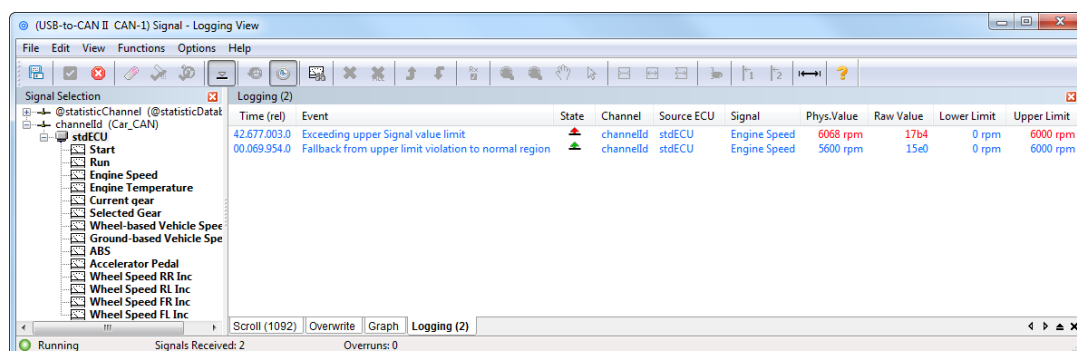 (USB-to-CAN II CAN-1) Signal - Logging View
File Edit View Functions Options Help
Signal Selection
@statisticChannel (@statisticDatab
channelId (Car_CAN)
stdECU
Start
Run
Engine Speed
Engine Temperature
Current gear
Selected Gear
Wheel-based Vehicle Spee
Ground-based Vehicle Spe
ABS
Accelerator Pedal
Wheel Speed RR Inc
Wheel Speed RL Inc
Wheel Speed FR Inc
Wheel Speed FL Inc
Logging (2)
Time (rel) Event State Channel Source ECU Signal Phys.Value Raw Value Lower Limit Upper Limit
42.677.003.0 Exceeding upper Signal value limit channelId stdECU Engine Speed 6068 rpm 17b4 0 rpm 6000 rpm
00.069.954.0 Fallback from upper limit violation to normal region channelId stdECU Engine Speed 5600 rpm 15e0 0 rpm 6000 rpm
Scroll (1092) Overwrite Graph Logging (2)
Running Signals Received: 2 Overruns: 0